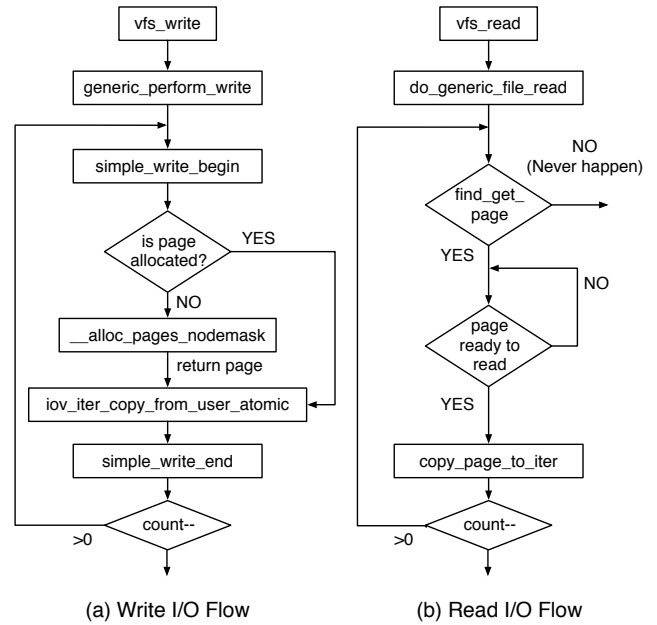 vfs_write
generic_perform_write
simple_write_begin
is page
allocated?
YES
NO
__alloc_pages_nodemask
return page
iov_iter_copy_from_user_atomic
simple_write_end
count--
>0
(a) Write I/O Flow
vfs_read
do_generic_file_read
NO
(Never happen)
find_get_
page
YES
NO
page
ready to
read
YES
copy_page_to_iter
count--
>0
(b) Read I/O Flow